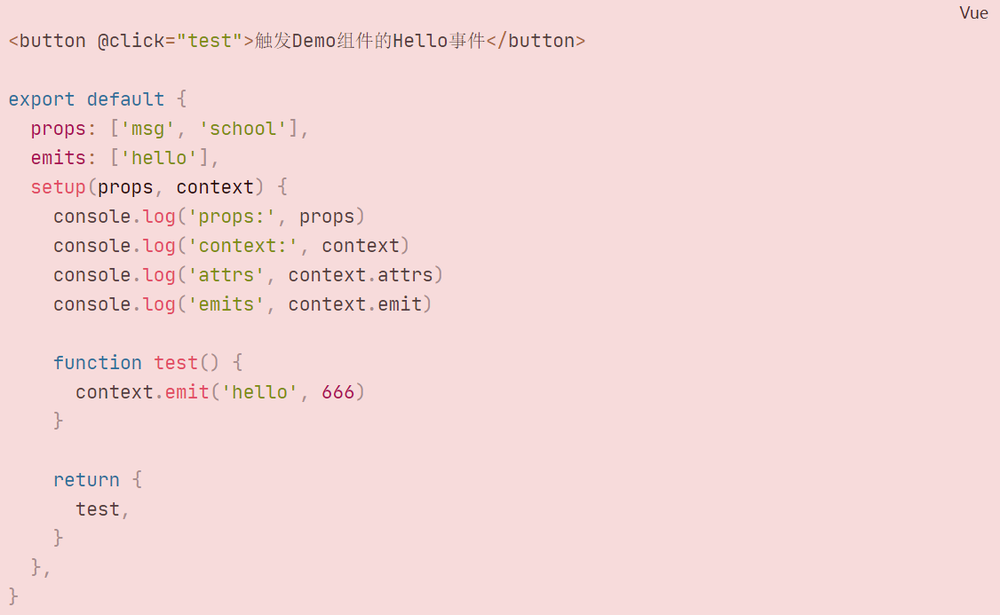 Vue
<button @click="test">触发Demo组件的Hello事件</button>
export default {
  props: ['msg', 'school'],
  emits: ['hello'],
  setup(props, context) {
    console.log('props:', props)
    console.log('context:', context)
    console.log('attrs', context.attrs)
    console.log('emits', context.emit)
    function test() {
      context.emit('hello', 666)
    }
    return {
      test,
    }
  },
}